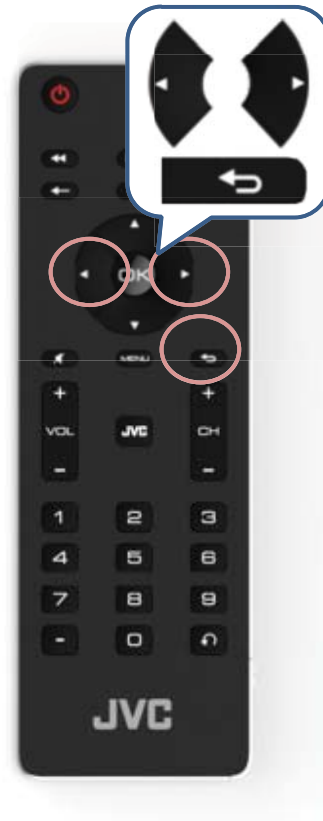 OK
MENU
+ +
VOL JVC CH
- -
1 2 3
4 5 6
7 8 9
- 0
JVC